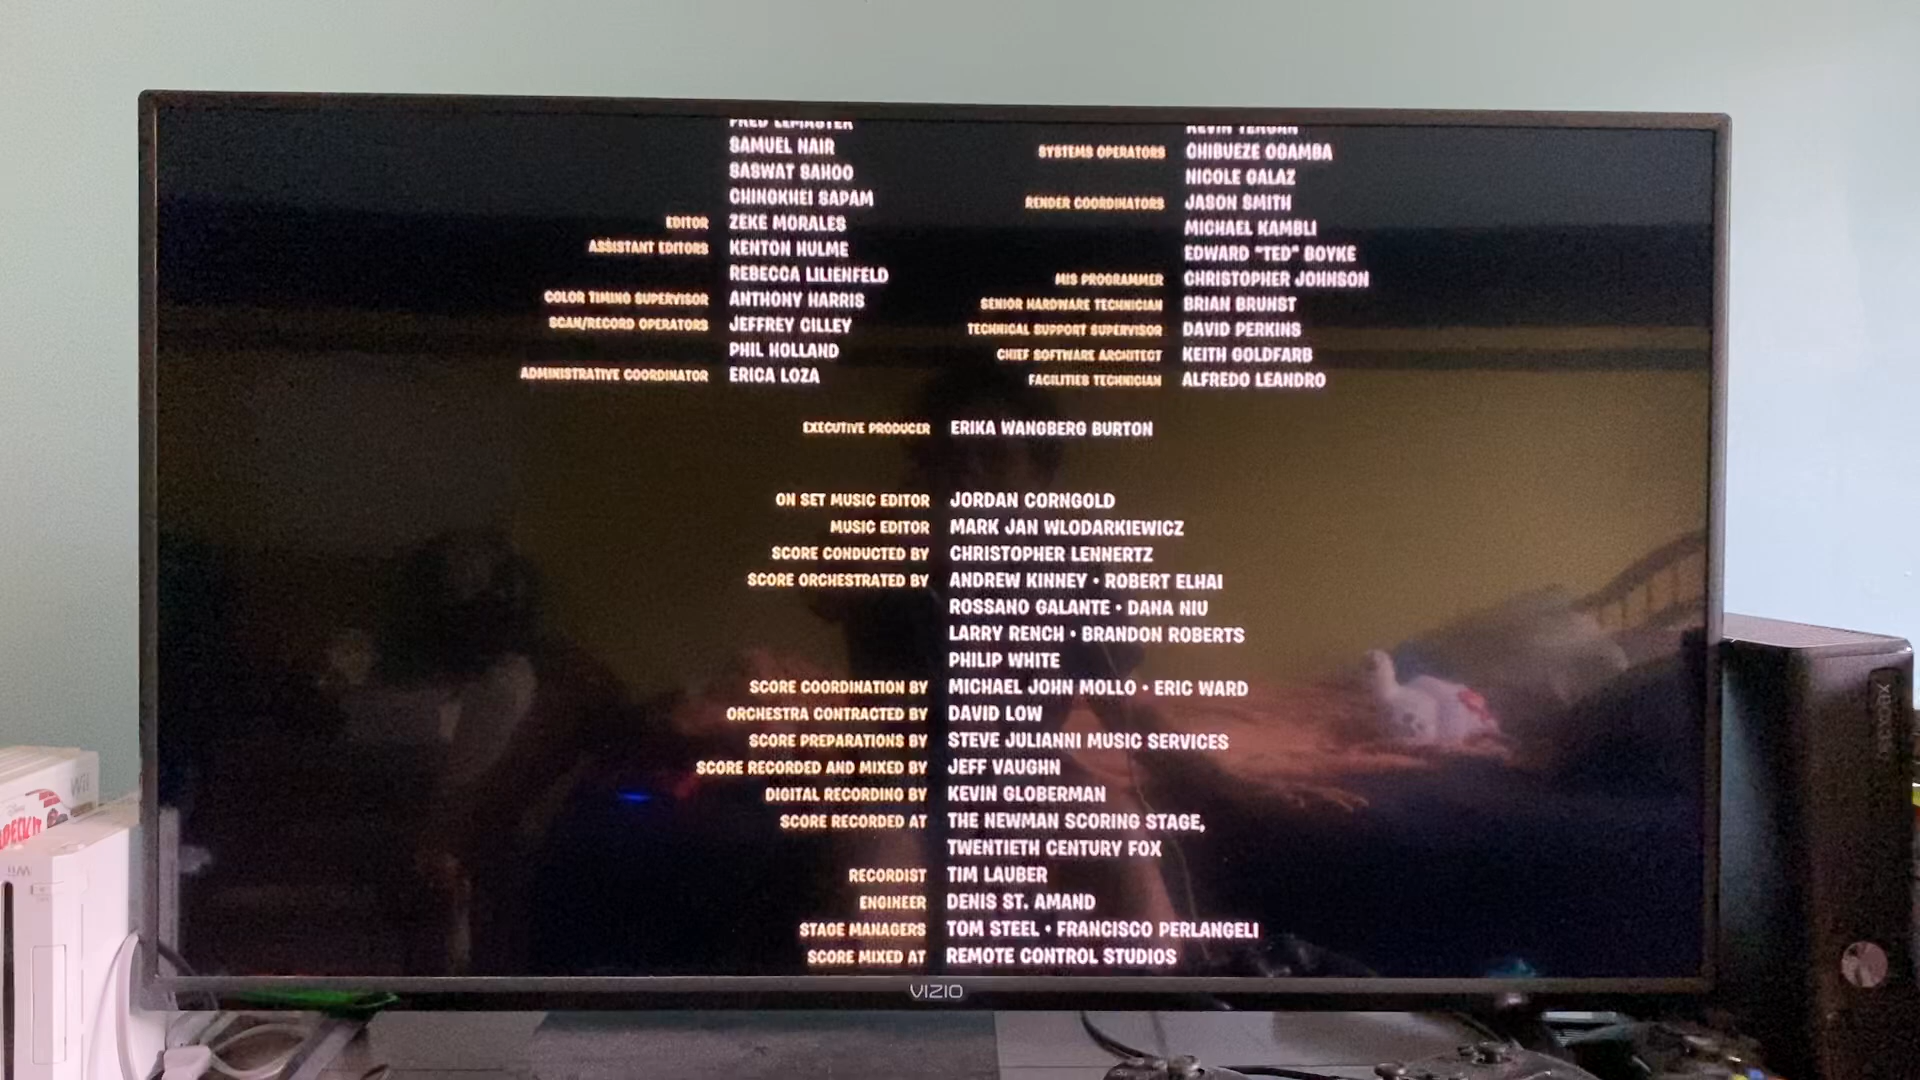 FRED LEMASTER
SAMUEL NAIR
SASWAT SAHOO
CHINGKHEI SAPAM
EDITOR ZEKE MORALES
ASSISTANT EDITORS KENTON HULME
REBECCA LILIENFELD
COLOR TIMING SUPERVISOR ANTHONY HARRIS
SCAN/RECORD OPERATORS JEFFREY CILLEY
PHIL HOLLAND
ADMINISTRATIVE COORDINATOR ERICA LOZA
KEVIN
SYSTEMS OPERATORS CHIBUEZE OGAMBA
NICOLE GALAZ
RENDER COORDINATORS JASON SMITH
MICHAEL KAMBLI
EDWARD "TED" BOYKE
MIS PROGRAMMER CHRISTOPHER JOHNSON
SENIOR HARDWARE TECHNICIAN BRIAN BRUNST
TECHNICAL SUPPORT SUPERVISOR DAVID PERKINS
CHIEF SOFTWARE ARCHITECT KEITH GOLDFARB
FACILITIES TECHNICIAN ALFREDO LEANDRO
EXECUTIVE PRODUCER ERIKA WANGBERG BURTON
ON SET MUSIC EDITOR JORDAN CORNGOLD
MUSIC EDITOR MARK JAN WLODARKIEWICZ
SCORE CONDUCTED BY CHRISTOPHER LENNERTZ
SCORE ORCHESTRATED BY ANDREW KINNEY • ROBERT ELHAI
ROSSANO GALANTE • DANA NIU
LARRY RENCH • BRANDON ROBERTS
PHILIP WHITE
SCORE COORDINATION BY MICHAEL JOHN MOLLO • ERIC WARD
ORCHESTRA CONTRACTED BY DAVID LOW
SCORE PREPARATIONS BY STEVE JULIANNI MUSIC SERVICES
SCORE RECORDED AND MIXED BY JEFF VAUGHN
DIGITAL RECORDING BY KEVIN GLOBERMAN
SCORE RECORDED AT THE NEWMAN SCORING STAGE,
TWENTIETH CENTURY FOX
RECORDIST TIM LAUBER
ENGINEER DENIS ST. AMAND
STAGE MANAGERS TOM STEEL • FRANCISCO PERLANGELI
SCORE MIXED AT REMOTE CONTROL STUDIOS
VIZIO
Wii
Wii
XBOX 360